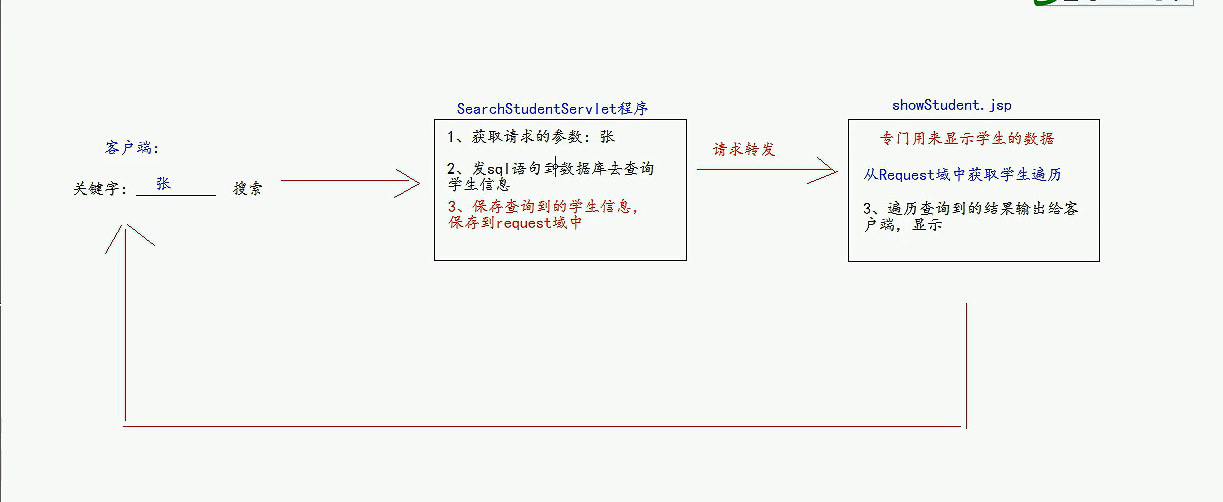 SearchStudentServlet程序
showStudent.jsp
客户端:
关键字: 张 搜索
1、获取请求的参数: 张
2、发sql语句到数据库去查询
学生信息
3、保存查询到的学生信息,
保存到request域中
请求转发
专门用来显示学生的数据
从Request域中获取学生遍历
3、遍历查询到的结果输出给客
户端, 显示